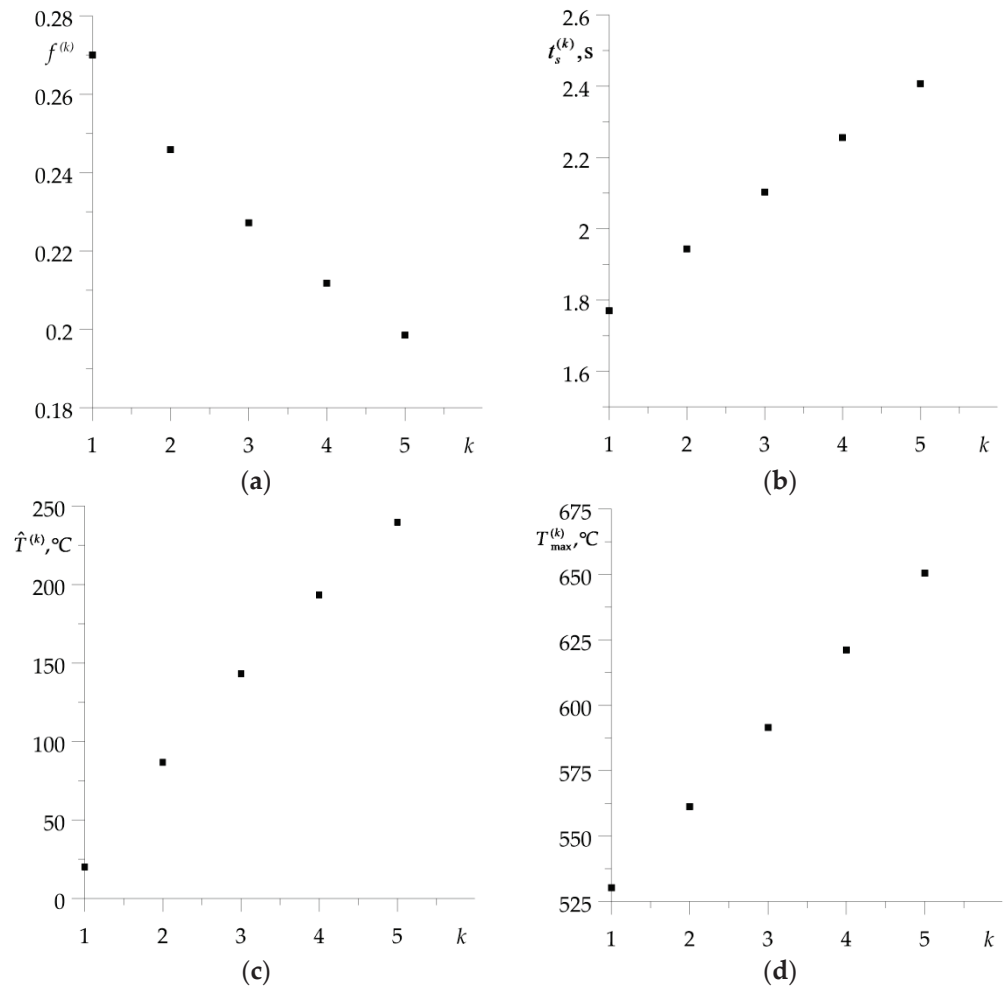 0.28
f^(k)
0.26
0.24
0.22
0.2
0.18
1 2 3 4 5 k
(a)
2.6
t_s^(k), s
2.4
2.2
2
1.8
1.6
1 2 3 4 5 k
(b)
250
T̂^(k), °C
200
150
100
50
0
1 2 3 4 5 k
(c)
675
T_max^(k), °C
650
625
600
575
550
525
1 2 3 4 5 k
(d)